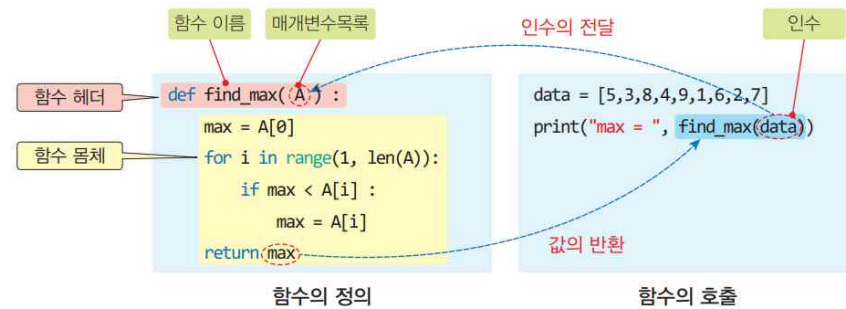 함수 이름
매개변수목록
인수의 전달
인수
함수 헤더
def find_max( A ) :
함수 몸체
max = A[0]
for i in range(1, len(A)):
if max < A[i] :
max = A[i]
return max
data = [5,3,8,4,9,1,6,2,7]
print("max = ", find_max(data))
값의 반환
함수의 정의
함수의 호출